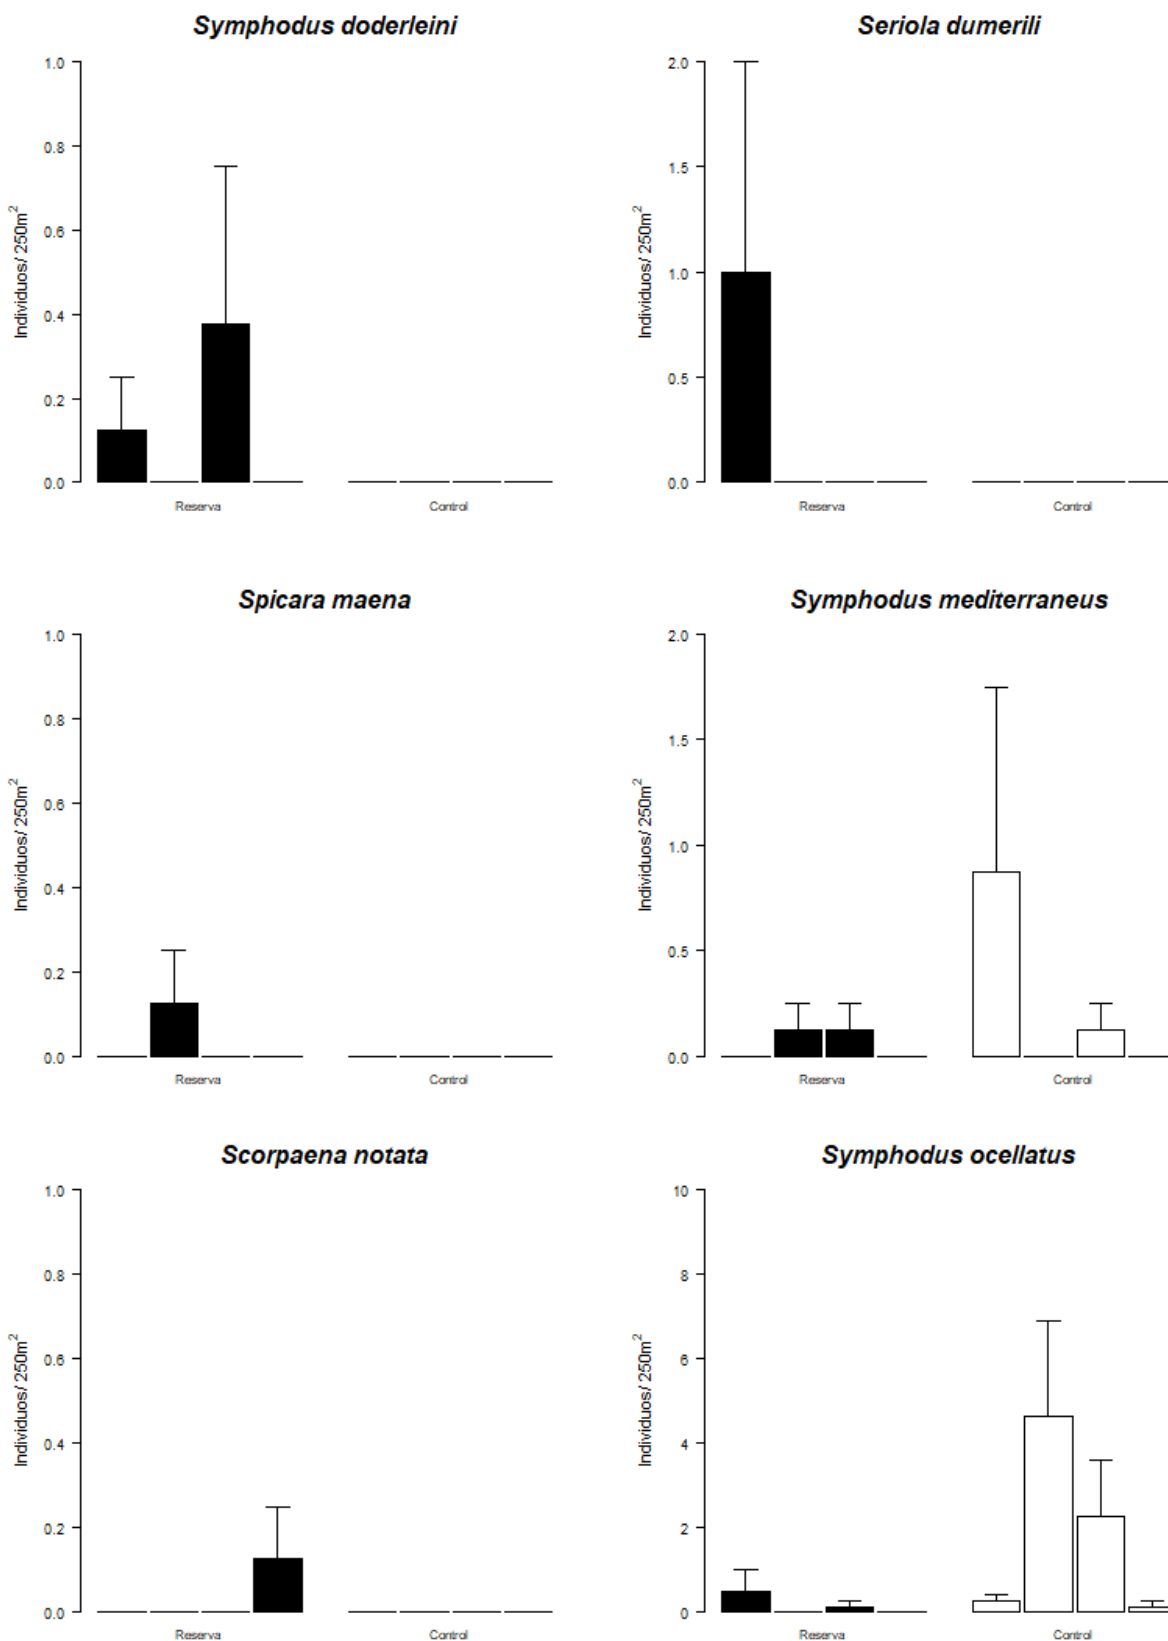 Symphodus doderleini
1.0
0.8
0.6
0.4
0.2
0.0
Individuos/ 250m²
Reserva
Control
Seriola dumerili
2.0
1.5
1.0
0.5
0.0
Individuos/ 250m²
Reserva
Control
Spicara maena
1.0
0.8
0.6
0.4
0.2
0.0
Individuos/ 250m²
Reserva
Control
Symphodus mediterraneus
2.0
1.5
1.0
0.5
0.0
Individuos/ 250m²
Reserva
Control
Scorpaena notata
1.0
0.8
0.6
0.4
0.2
0.0
Individuos/ 250m²
Reserva
Control
Symphodus ocellatus
10
8
6
4
2
0
Individuos/ 250m²
Reserva
Control